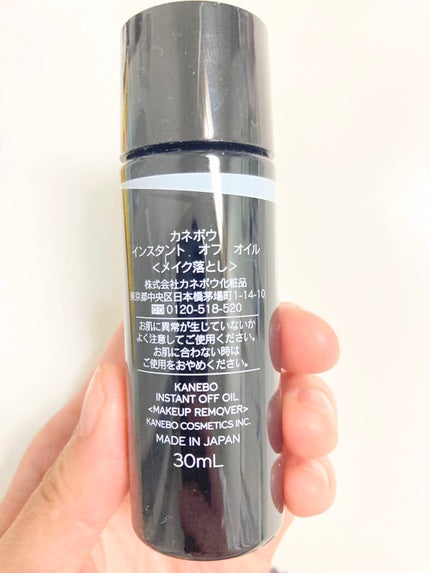 カネボウ
インスタント オフ オイル
<メイク落とし>
株式会社カネボウ化粧品
東京都中央区日本橋茅場町1-14-10
0120-518-520
お肌に異常が生じていないか
よく注意してご使用ください。
お肌に合わない時は
ご使用をおやめください。
KANEBO
INSTANT OFF OIL
<MAKEUP REMOVER>
KANEBO COSMETICS INC.
MADE IN JAPAN
30mL